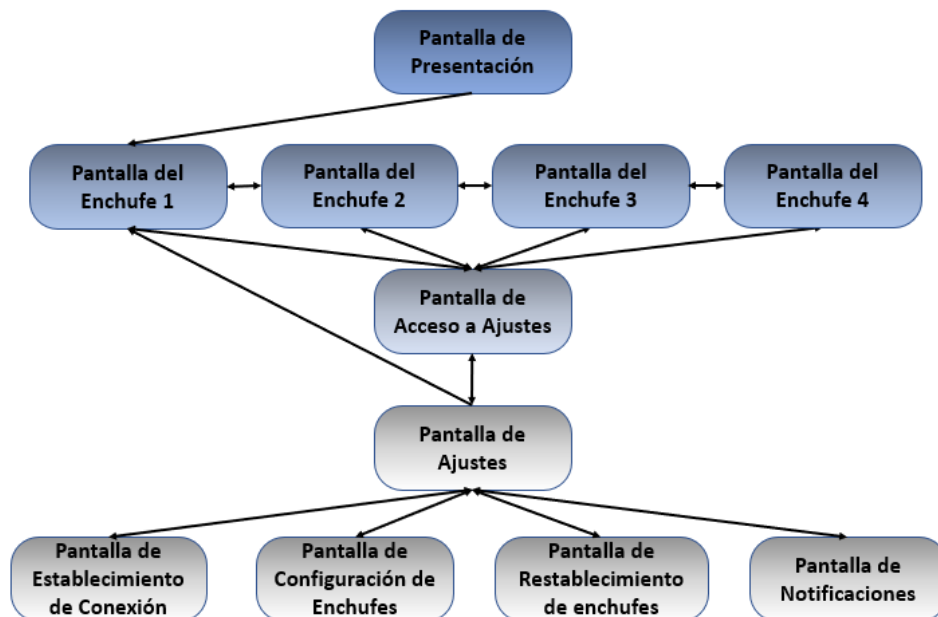 Pantalla de
Presentación
Pantalla del
Enchufe 1
Pantalla del
Enchufe 2
Pantalla del
Enchufe 3
Pantalla del
Enchufe 4
Pantalla de
Acceso a Ajustes
Pantalla de
Ajustes
Pantalla de
Establecimiento
de Conexión
Pantalla de
Configuración de
Enchufes
Pantalla de
Restablecimiento
de enchufes
Pantalla de
Notificaciones